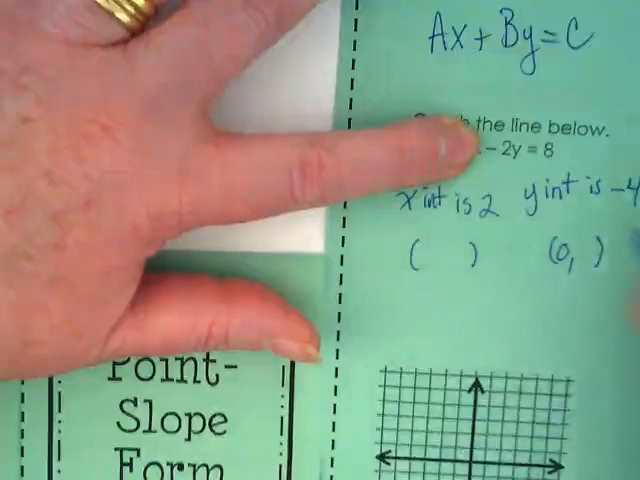 Ax + By = C
the line below.
- 2y = 8
x int is 2 y int is -4
( ) (0, )
Point-
Slope
Form